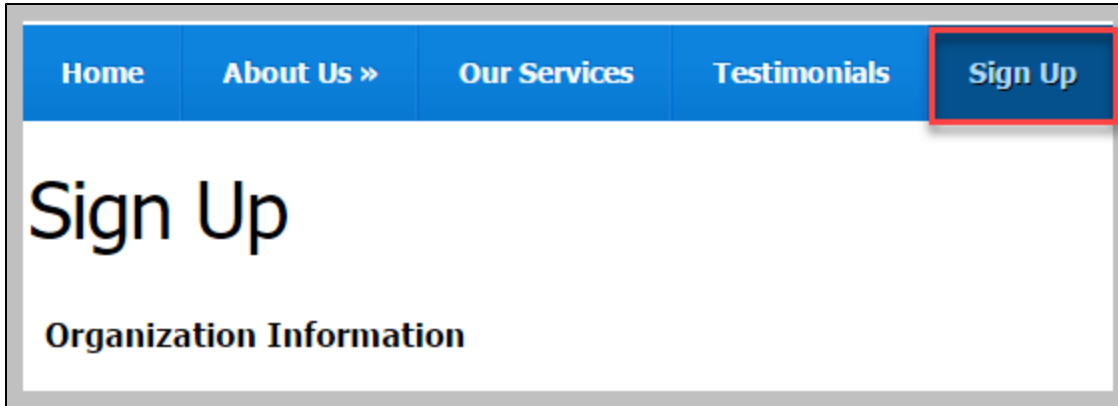 Home About Us » Our Services Testimonials Sign Up
Sign Up
Organization Information